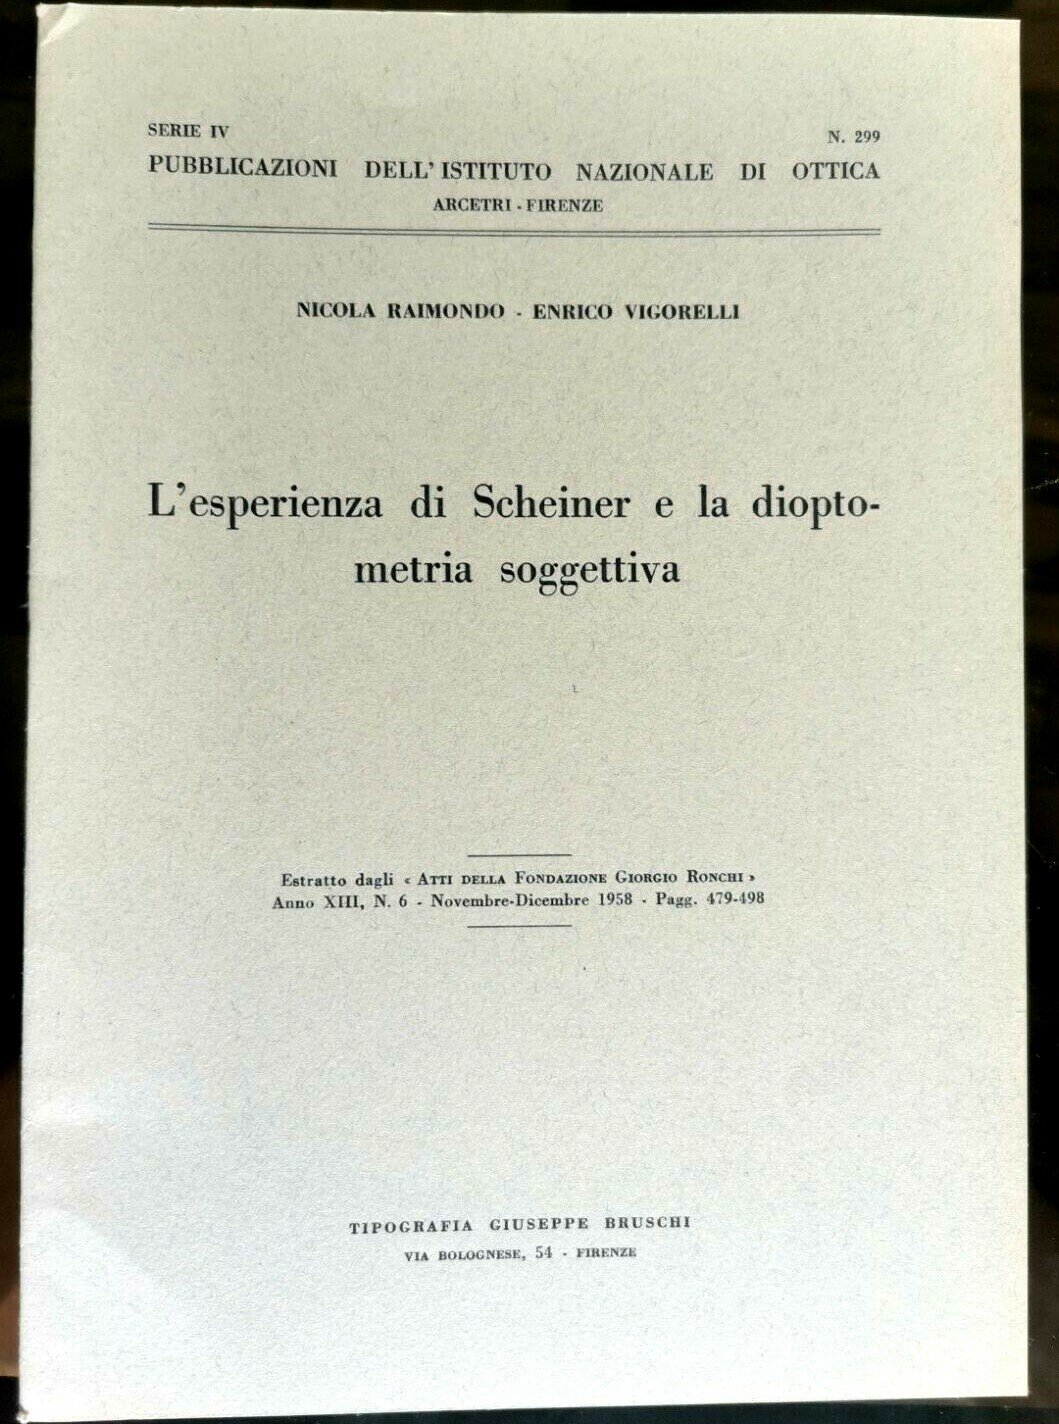 SERIE IV
N. 299
PUBBLICAZIONI DELL' ISTITUTO NAZIONALE DI OTTICA
ARCETRI - FIRENZE
NICOLA RAIMONDO - ENRICO VIGORELLI
L'esperienza di Scheiner e la diopto-
metria soggettiva
Estratto dagli « ATTI DELLA FONDAZIONE GIORGIO RONCHI »
Anno XIII, N. 6 - Novembre-Dicembre 1958 - Pagg. 479-498
TIPOGRAFIA GIUSEPPE BRUSCHI
VIA BOLOGNESE, 54 - FIRENZE